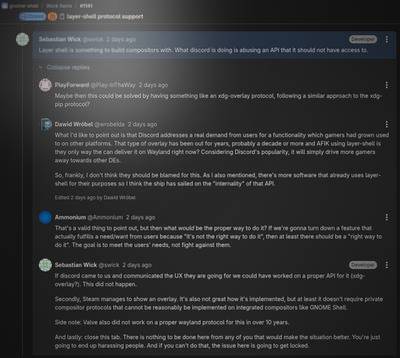 gnome-shell / Work items / #1141
Closed
layer-shell protocol support
Sebastian Wick @swick 2 days ago
Developer
Layer shell is something to build compositors with. What discord is doing is abusing an API that it should not have access to.
Collapse replies
PlayForward @Play4InTheWay 2 days ago
Maybe then this could be solved by having something like an xdg-overlay protocol, following a similar approach to the xdg-
pip protocol?
Dawid Wróbel @wrobelda 2 days ago
What I'd like to point out is that Discord addresses a real demand from users for a functionality which gamers had grown used
to on other platforms. That type of overlay has been out for years, probably a decade or more and AFIK using layer-shell is
they only way the can deliver it on Wayland right now? Considering Discord's popularity, it will simply drive more gamers
away towards other DEs.
So, frankly, I don't think they should be blamed for this. As I also mentioned, there's more software that already uses layer-
shell for their purposes so I think the ship has sailed on the "internality" of that API.
Edited 2 days ago by Dawid Wróbel
Ammonium @Ammonium 2 days ago
That's a valid thing to point out, but then what would be the proper way to do it? If we're gonna turn down a feature that
actually fulfills a need/want from users because "it's not the right way to do it", then at least there should be a "right way to
do it". The goal is to meet the users' needs, not fight against them.
Sebastian Wick @swick 2 days ago
Developer
If discord came to us and communicated the UX they are going for we could have worked on a proper API for it (xdg-
overlay?). This did not happen.
Secondly, Steam manages to show an overlay. It's also not great how it's implemented, but at least it doesn't require private
compositor protocols that cannot be reasonably be implemented on integrated compositors like GNOME Shell.
Side note: Valve also did not work on a proper wayland protocol for this in over 10 years.
And lastly: close this tab. There is nothing to be done here from any of you that would make the situation better. You're just
going to end up harassing people. And if you can't do that, the issue here is going to get locked.